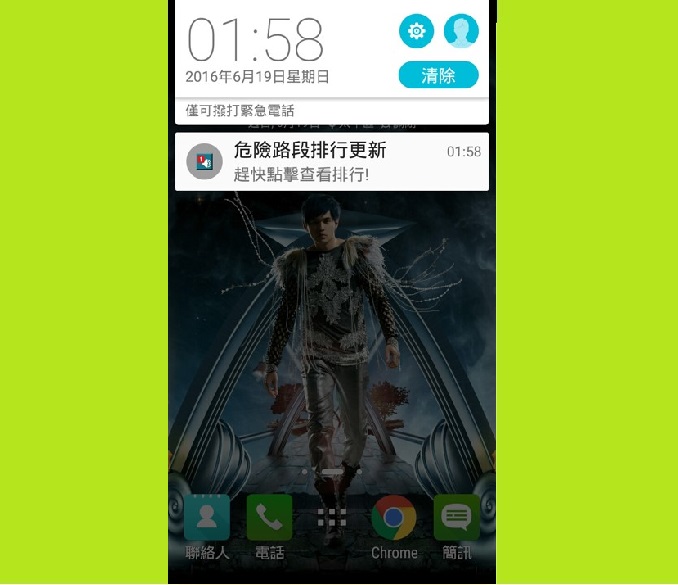 01:58
2016年6月19日星期日
清除
僅可撥打緊急電話
危險路段排行更新
01:58
趕快點擊查看排行!
1
聯絡人
電話
Chrome
簡訊